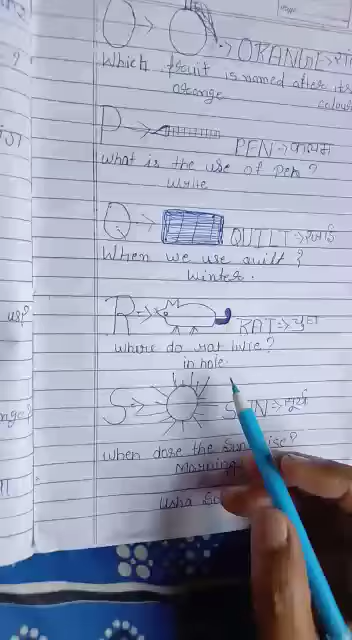 O → → ORANGE →
Which fruit is named after its colour
orange
P → PEN → कलम
What is the use of Pen?
Write
Q → QUILT → रजाई
When we use quilt?
Winter.
R → RAT → चूहा
where do rat live?
in hole.
S → SUN → सूर्य
when dose the sun rise?
Morning
Usha